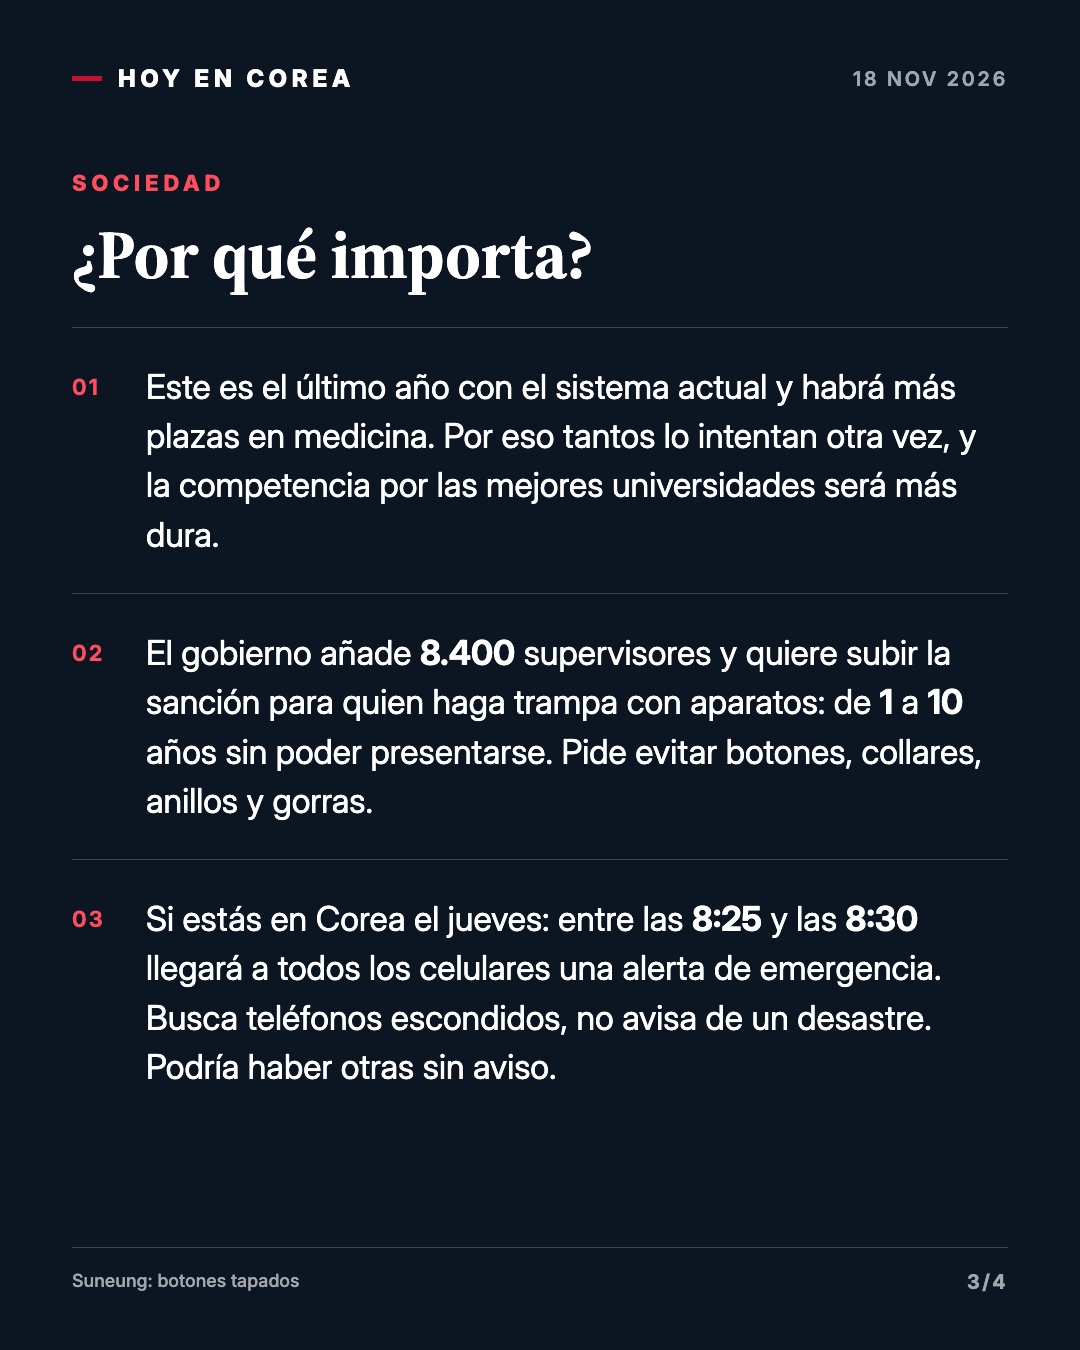 HOY EN COREA
18 NOV 2026
SOCIEDAD
¿Por qué importa?
01
Este es el último año con el sistema actual y habrá más
plazas en medicina. Por eso tantos lo intentan otra vez, y
la competencia por las mejores universidades será más
dura.
02
El gobierno añade 8.400 supervisores y quiere subir la
sanción para quien haga trampa con aparatos: de 1 a 10
años sin poder presentarse. Pide evitar botones, collares,
anillos y gorras.
03
Si estás en Corea el jueves: entre las 8:25 y las 8:30
llegará a todos los celulares una alerta de emergencia.
Busca teléfonos escondidos, no avisa de un desastre.
Podría haber otras sin aviso.
Suneung: botones tapados
3/4